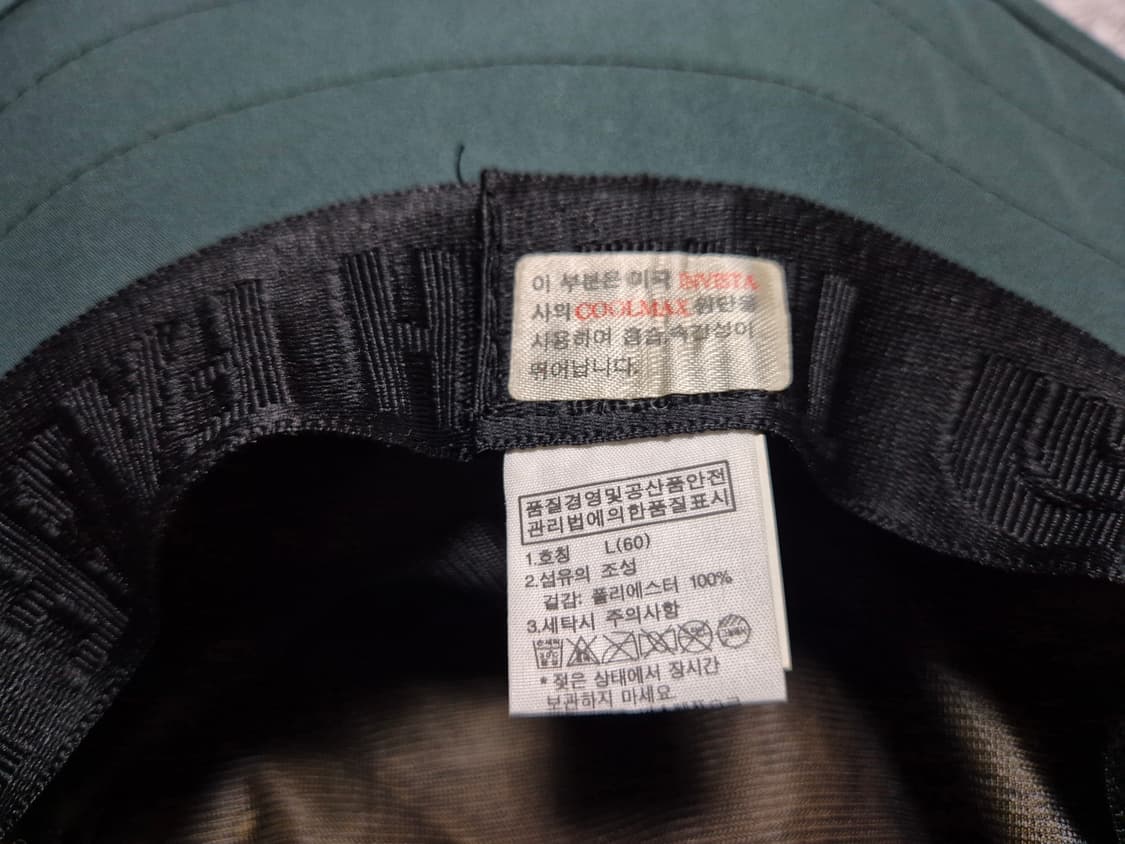 이 부분은 미국 INVISTA
사의 COOLMAX 원단을
사용하여 흡습,속건성이
뛰어납니다.
품질경영및공산품안전
관리법에의한품질표시
1.호칭 L(60)
2.섬유의 조성
겉감: 폴리에스터 100%
3.세탁시 주의사항
* 젖은 상태에서 장시간
보관하지 마세요.